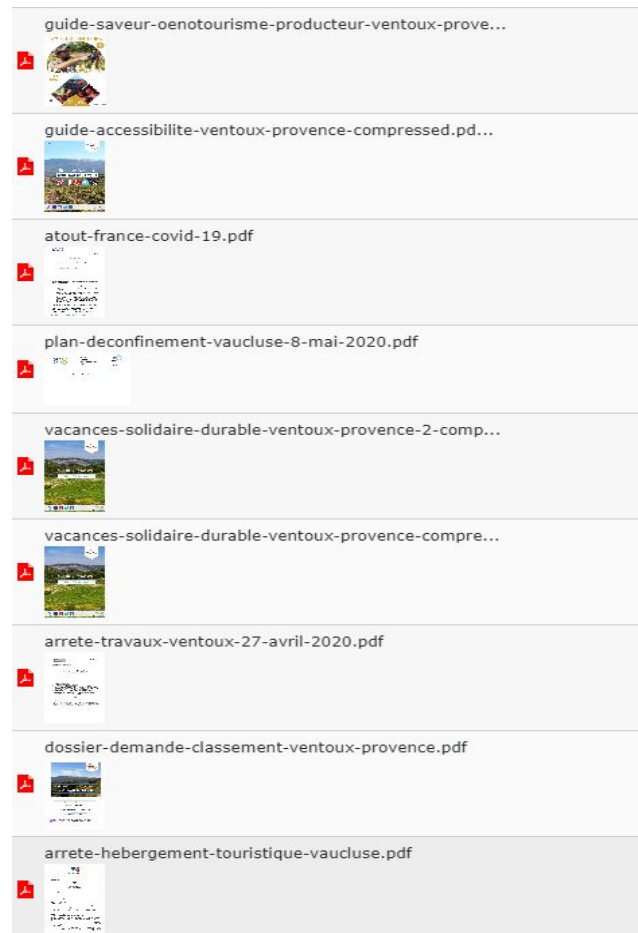 guide-saveur-oenotourisme-producteur-ventoux-prove...
guide-accessibilite-ventoux-provence-compressed.pd...
atout-france-covid-19.pdf
plan-deconfinement-vaucluse-8-mai-2020.pdf
vacances-solidaire-durable-ventoux-provence-2-comp...
vacances-solidaire-durable-ventoux-provence-compre...
arrete-travaux-ventoux-27-avril-2020.pdf
dossier-demande-classement-ventoux-provence.pdf
arrete-hebergement-touristique-vaucluse.pdf